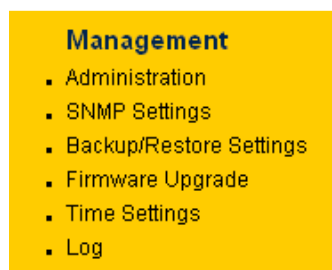 Management
Administration
SNMP Settings
Backup/Restore Settings
Firmware Upgrade
Time Settings
Log